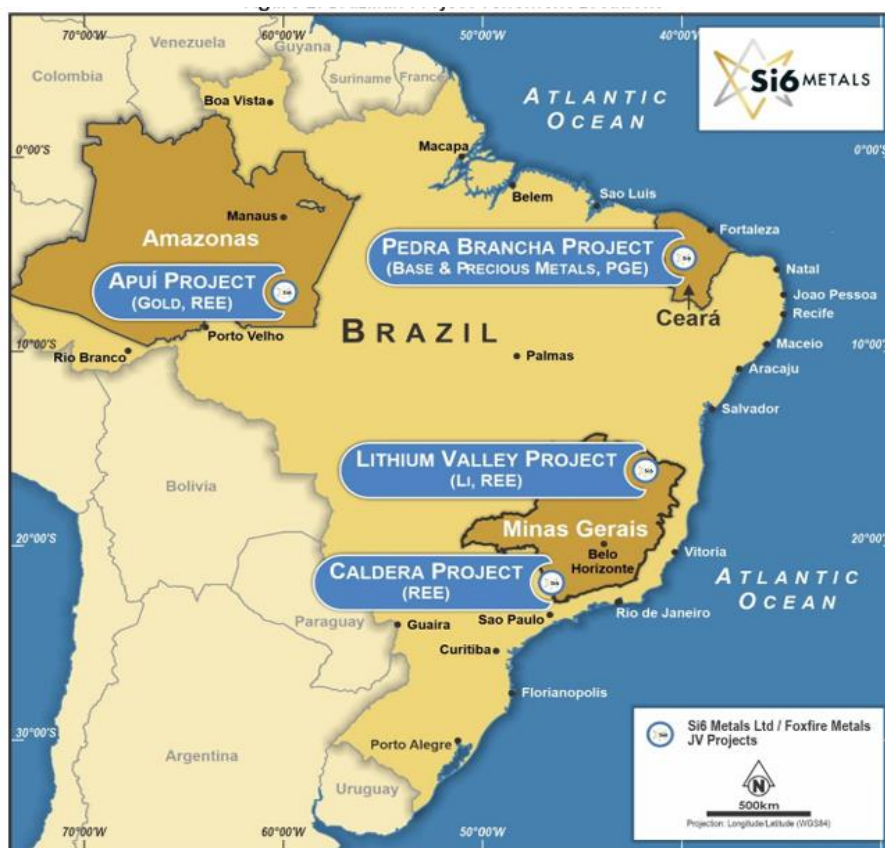 70°00'W
60°00'W
50°00'W
40°00'W
Venezuela
Guyana
Colombia
Suriname
France
Si6 METALS
Boa Vista
ATLANTIC
OCEAN
0°00'S
Macapa
0°00'S
Belem
Sao Luis
Manaus
Amazonas
PEDRA BRANCHA PROJECT
(BASE & PRECIOUS METALS, PGE)
Fortaleza
APUÍ PROJECT
(GOLD, REE)
Natal
Joao Pessoa
Ceará
Recife
BRAZIL
Porto Velho
Rio Branco
10°00'S
Palmas
Maceio
10°00'S
Aracaju
Salvador
LITHIUM VALLEY PROJECT
(LI, REE)
Bolivia
Minas Gerais
20°00'S
Belo
Horizonte
Vitoria
20°00'S
CALDERA PROJECT
(REE)
ATLANTIC
OCEAN
Paraguay
Guaira
Sao Paulo
Rio de Janeiro
Curitiba
Florianopolis
30°00'S
Porto Alegre
Argentina
Uruguay
Si6 Metals Ltd / Foxfire Metals
JV Projects
N
500km
Projection: Longitude/Latitude (WGS84)
70°00'W
60°00'W
50°00'W
40°00'W